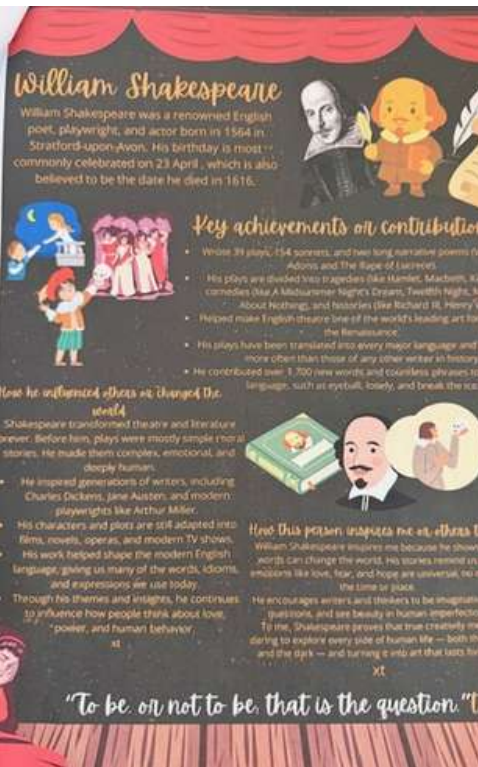 William Shakespeare
William Shakespeare was a renowned English
poet, playwright, and actor born in 1564 in
Stratford-upon-Avon. His birthday is most
commonly celebrated on 23 April , which is also
believed to be the date he died in 1616.
Key achievements or contributio
• Wrote 39 plays, 154 sonnets, and two long narrative poems
Adonis and The Rape of Lucrece).
• His plays are divided into tragedies (like Hamlet, Macbeth, K
comedies (like A Midsummer Night's Dream, Twelfth Night,
About Nothing), and histories (like Richard III, Henry
• Helped make English theatre one of the world's leading art fo
the Renaissance
• His plays have been translated into every major language and
more often than those of any other writer in history
• He contributed over 1,700 new words and countless phrases to
language, such as eyeball, lonely, and break the ice.
How he influenced others or changed the
world
Shakespeare transformed theatre and literature
orever. Before him, plays were mostly simple moral
stories. He made them complex, emotional, and
deeply human.
• He inspired generations of writers, including
Charles Dickens, Jane Austen, and modern
playwrights like Arthur Miller.
• His characters and plots are still adapted into
films, novels, operas, and modern TV shows.
• His work helped shape the modern English
language, giving us many of the words, idioms,
and expressions we use today.
• Through his themes and insights, he continues
to influence how people think about love,
power, and human behavior.
xt
How this person inspires me or others t
William Shakespeare inspires me because he show
words can change the world. His stories remind us
emotions like love, fear, and hope are universal, no
the time or place.
He encourages writers and thinkers to be imaginat
questions, and see beauty in human imperfectio
To me, Shakespeare proves that true creativity me
daring to explore every side of human life — both th
and the dark — and turning it into art that lasts for
xt
"To be, or not to be, that is the question."